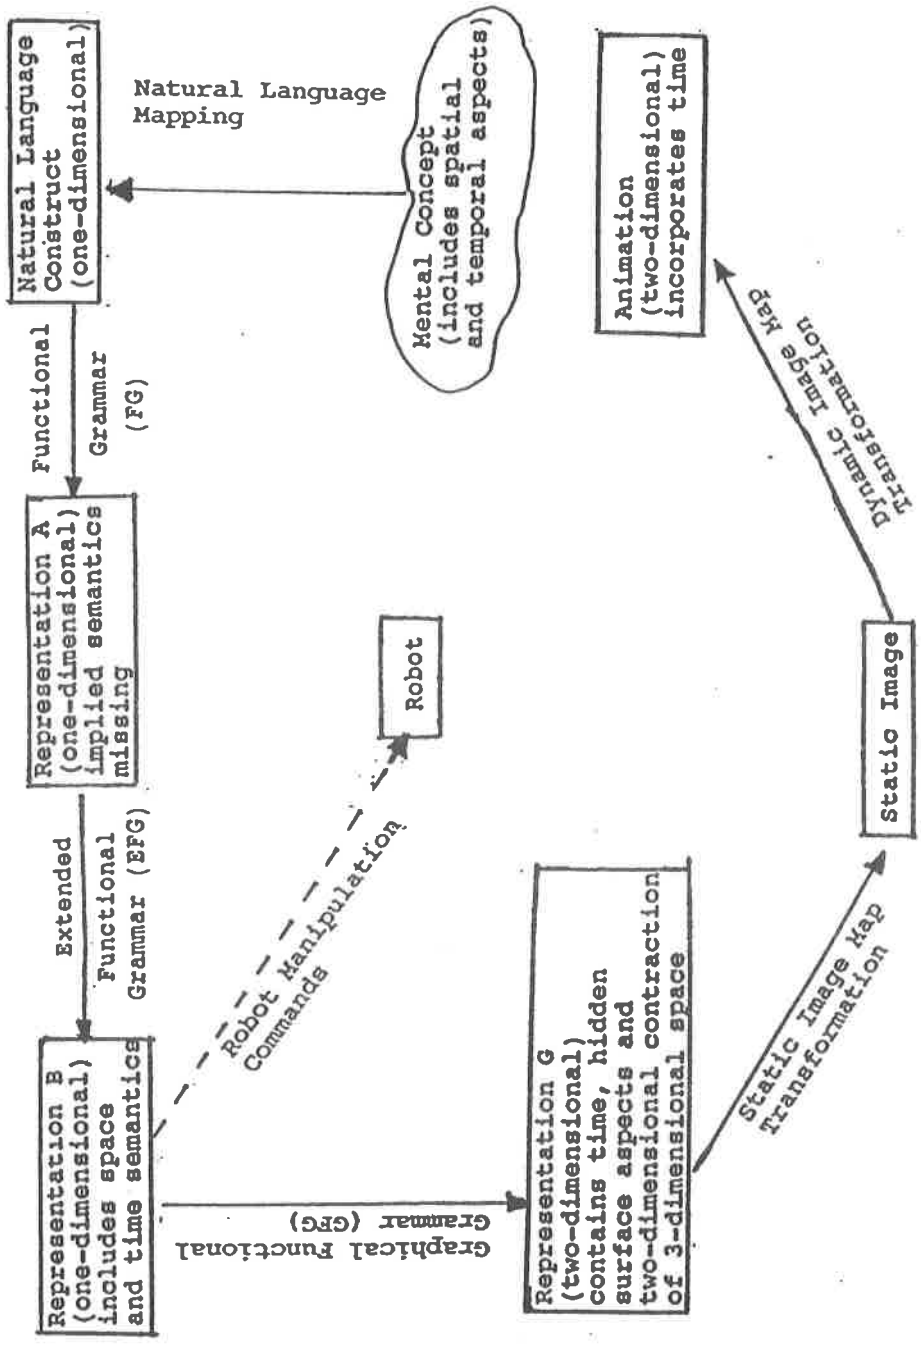 Natural Language
Construct
(one-dimensional)
Natural Language
Mapping
Mental Concept
(includes spatial
and temporal aspects)
Animation
(two-dimensional)
incorporates time
Functional
Grammar
(FG)
Representation A
(one-dimensional)
implied semantics
missing
Extended
Functional
Grammar (EFG)
Representation B
(one-dimensional)
includes space
and time semantics
Robot Manipulation
Commands
Robot
Graphical Functional
Grammar (GFG)
Representation G
(two-dimensional)
contains time, hidden
surface aspects and
two-dimensional contraction
of 3-dimensional space
Static Image Map
Transformation
Static Image
Dynamic Image Map
Transformation